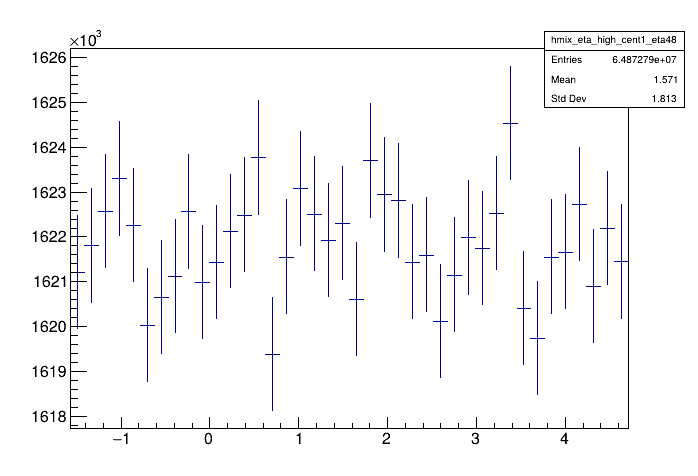 ×10³
hmix_eta_high_cent1_eta48
Entries 6.487279e+07
Mean 1.571
Std Dev 1.813
1626
1625
1624
1623
1622
1621
1620
1619
1618
−1 0 1 2 3 4